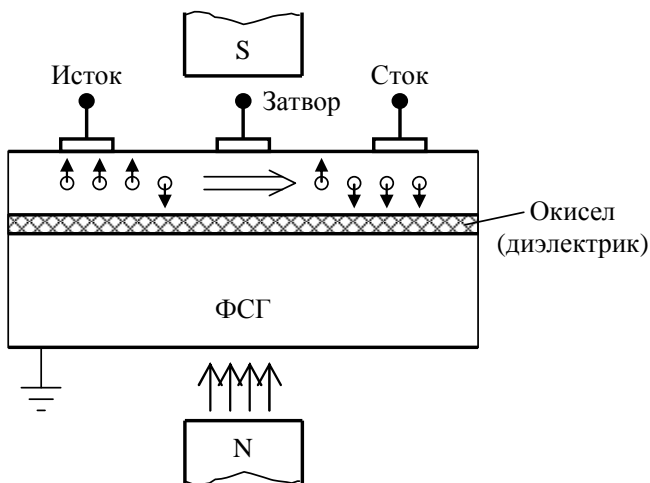 S
Исток
Затвор
Сток
Окисел
(диэлектрик)
ФСГ
N